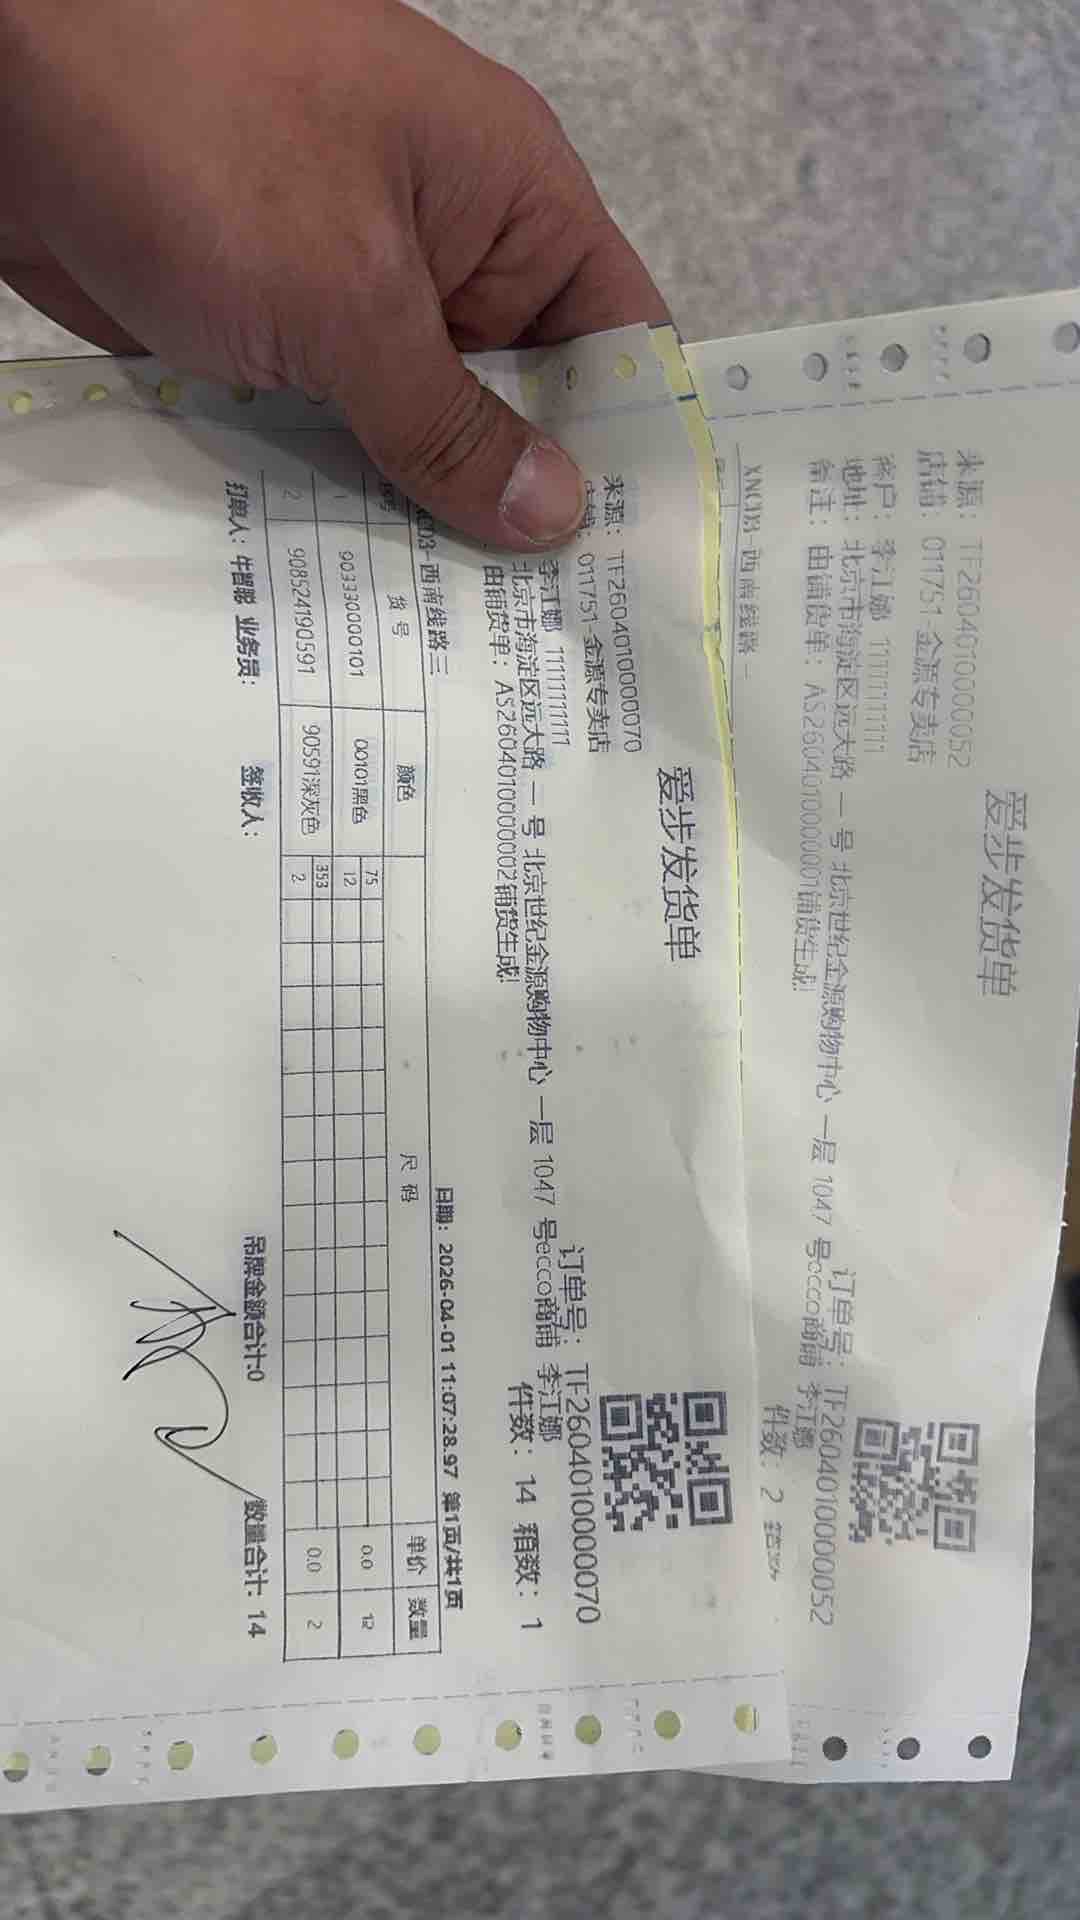 爱步发货单
来源: TF2604010000052
订单号: TF2604010000052
店铺: 011751-金源专卖店
客户: 李江娜 11111111111
地址: 北京市海淀区远大路 一 号 北京世纪金源购物中心 一层 1047 号ecco商铺 李江娜
备注: 由铺货单: AS2604010000001铺货生成!
件数: 2
XNCD3-西南线路
爱步发货单
来源: TF2604010000070
订单号: TF2604010000070
011751-金源专卖店
李江娜 11111111111
北京市海淀区远大路 一 号 北京世纪金源购物中心 一层 1047 号ecco商铺 李江娜
由铺货单: AS2604010000002铺货生成!
件数: 14 箱数: 1
CD3-西南线路三
日期: 2026-04-01 11:07:28.97 第1页/共1页
货号 颜色 尺码 单价 数量
75
1 90333000101 00101黑色 12 0.0 12
353
2 908524190591 90591深灰色 2 0.0 2
打单人: 牛智聪 业务员: 签收人: 吊牌金额合计:0 数量合计: 14